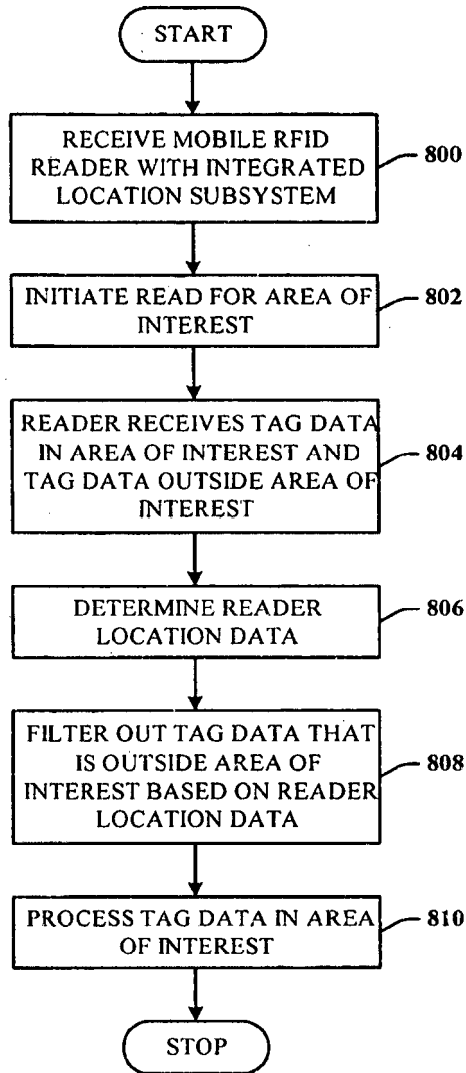 START
RECEIVE MOBILE RFID
READER WITH INTEGRATED
LOCATION SUBSYSTEM
800
INITIATE READ FOR AREA OF
INTEREST
802
READER RECEIVES TAG DATA
IN AREA OF INTEREST AND
TAG DATA OUTSIDE AREA OF
INTEREST
804
DETERMINE READER
LOCATION DATA
806
FILTER OUT TAG DATA THAT
IS OUTSIDE AREA OF
INTEREST BASED ON READER
LOCATION DATA
808
PROCESS TAG DATA IN AREA
OF INTEREST
810
STOP